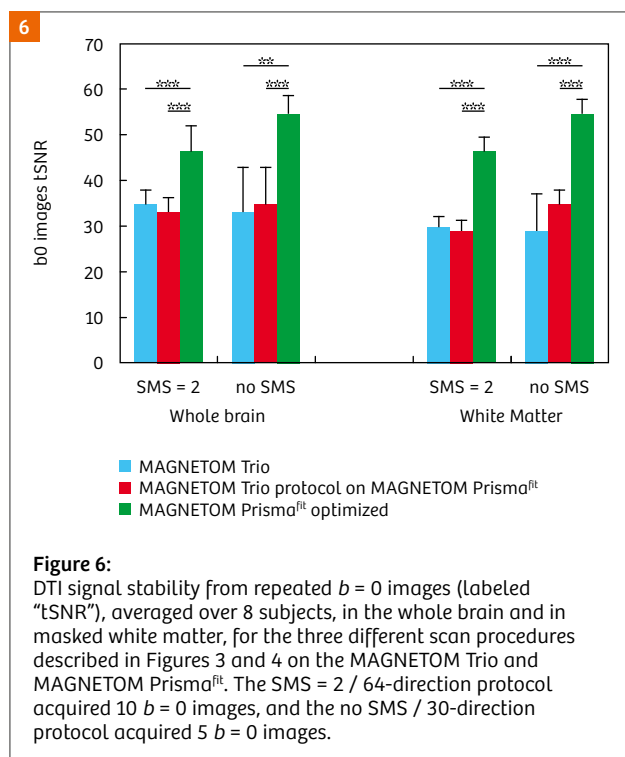 6
70
60
50
40
30
20
10
0
b0 images tSNR
***
***
**
***
***
***
***
***
SMS = 2
no SMS
SMS = 2
no SMS
Whole brain
White Matter
MAGNETOM Trio
MAGNETOM Trio protocol on MAGNETOM Prismafit
MAGNETOM Prismafit optimized
Figure 6:
DTI signal stability from repeated b = 0 images (labeled
“tSNR”), averaged over 8 subjects, in the whole brain and in
masked white matter, for the three different scan procedures
described in Figures 3 and 4 on the MAGNETOM Trio and
MAGNETOM Prismafit. The SMS = 2 / 64-direction protocol
acquired 10 b = 0 images, and the no SMS / 30-direction
protocol acquired 5 b = 0 images.